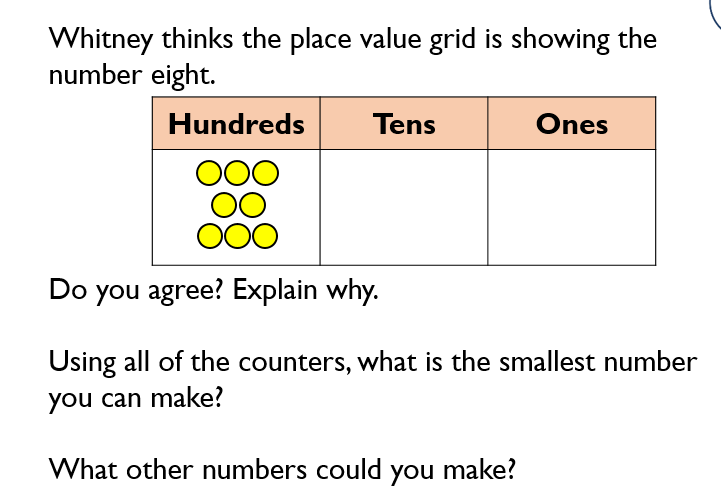 Whitney thinks the place value grid is showing the
number eight.
Hundreds Tens Ones
Do you agree? Explain why.
Using all of the counters, what is the smallest number
you can make?
What other numbers could you make?